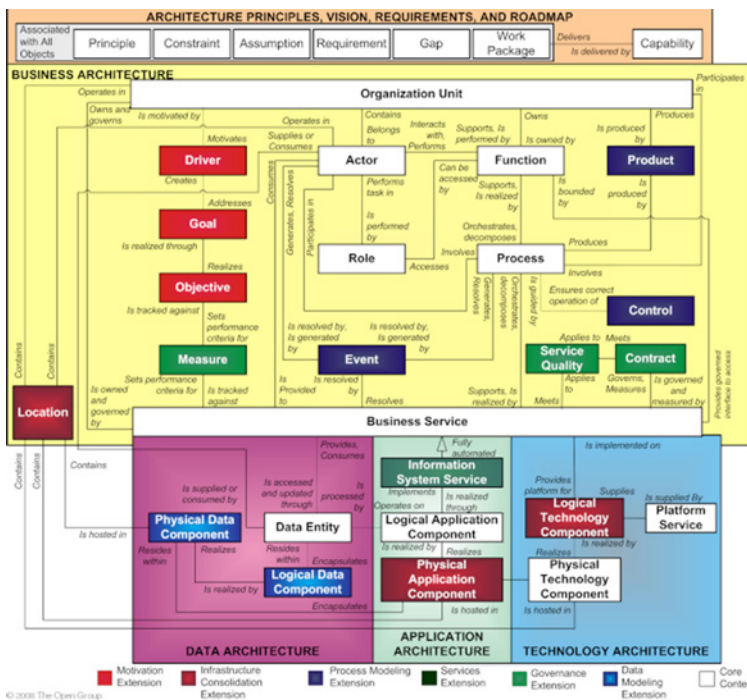 ARCHITECTURE PRINCIPLES, VISION, REQUIREMENTS, AND ROADMAP
Associated
with All
Objects
Principle
Constraint
Assumption
Requirement
Gap
Work
Package
Delivers
Is delivered by
Capability
BUSINESS ARCHITECTURE
Participates
in
Operates in
Organization Unit
Owns and
governs
Is motivated by
Operates in
Contains
Belongs
to
Interacts
with,
Performs
Owns
Supports, Is
performed by
Is owned by
Produces
Is produced
by
Motivates
Supplies or
Consumes
Driver
Actor
Function
Product
Creates
Consumes
Generates, Resolves
Participates in
Performs
task in
Can be
accessed
by
Supports,
Is realized
by
Is
bounded
by
Is
produced
by
Addresses
Goal
Is
performed
by
Orchestrates,
decomposes
Is realized through
Role
Accesses
Involves
Process
Produces
Involves
Realizes
Objective
Generates,
Resolves
Orchestrates,
decomposes
Is guided by
Ensures correct
operation of
Control
Is tracked against
Sets
performance
criteria for
Is resolved by,
Is generated
by
Is resolved by,
Is generated
by
Applies to
Meets
Measure
Event
Service
Quality
Contract
Contains
Contains
Location
Is owned
and
governed by
Sets performance
criteria for
Is tracked
against
Is
Provided
to
Is resolved
by
Resolves
Supports, Is
realized by
Applies
to
Meets
Governs,
Measures
Is governed
and
measured by
Provides governed
interface to access
Business Service
Contains
Contains
Contains
Provides,
Consumes
Fully
automated
Is implemented on
Is supplied or
consumed by
Is accessed
and updated
through
Is
processed
by
Information
System Service
Implements
Is realized
through
Operates on
Provides
platform for
Supplies
Is supplied By
Is hosted in
Physical Data
Component
Data Entity
Logical Application
Component
Logical
Technology
Component
Platform
Service
Resides
within
Realizes
Resides
within
Encapsulates
Is realized by
Realizes
Is realized by
Realizes
Is realized
by
Logical Data
Component
Encapsulates
Physical
Application
Component
Physical
Technology
Component
Is hosted in
Is hosted in
DATA ARCHITECTURE
APPLICATION
ARCHITECTURE
TECHNOLOGY ARCHITECTURE
© 2008 The Open Group
Motivation
Extension
Infrastructure
Consolidation
Extension
Process Modeling
Extension
Services
Extension
Governance
Extension
Data
Modeling
Extension
Core
Conte